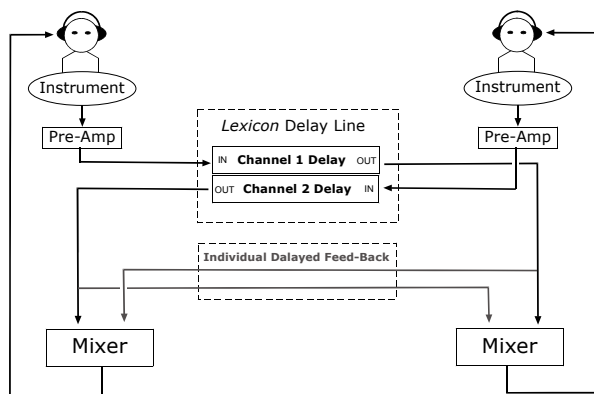 Instrument
Instrument
Pre-Amp
Pre-Amp
Lexicon Delay Line
IN Channel 1 Delay OUT
OUT Channel 2 Delay IN
Individual Dalayed Feed-Back
Mixer
Mixer